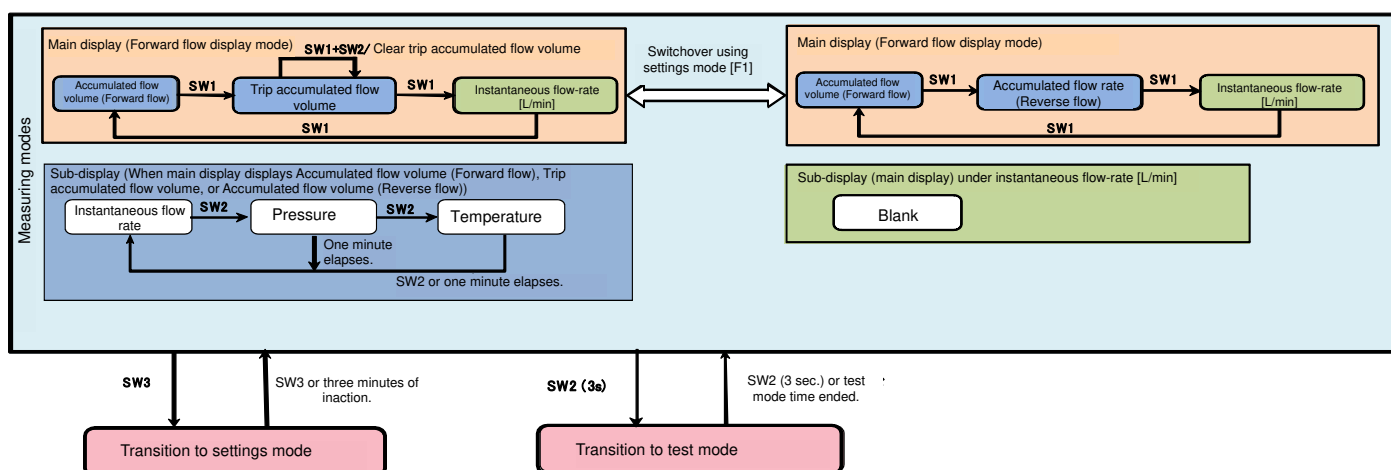 Measuring modes
Main display (Forward flow display mode)
SW1+SW2/ Clear trip accumulated flow volume
Accumulated flow
volume (Forward flow)
SW1
Trip accumulated flow
volume
SW1
Instantaneous flow-rate
[L/min]
SW1
Switchover using
settings mode [F1]
Main display (Forward flow display mode)
Accumulated flow
volume (Forward flow)
SW1
Accumulated flow rate
(Reverse flow)
SW1
Instantaneous flow-rate
[L/min]
SW1
Sub-display (When main display displays Accumulated flow volume (Forward flow), Trip
accumulated flow volume, or Accumulated flow volume (Reverse flow))
Instantaneous flow
rate
SW2
Pressure
SW2
Temperature
One minute
elapses.
SW2 or one minute elapses.
Sub-display (main display) under instantaneous flow-rate [L/min]
Blank
SW3
SW3 or three minutes of
inaction.
SW2 (3s)
SW2 (3 sec.) or test
mode time ended.
Transition to settings mode
Transition to test mode